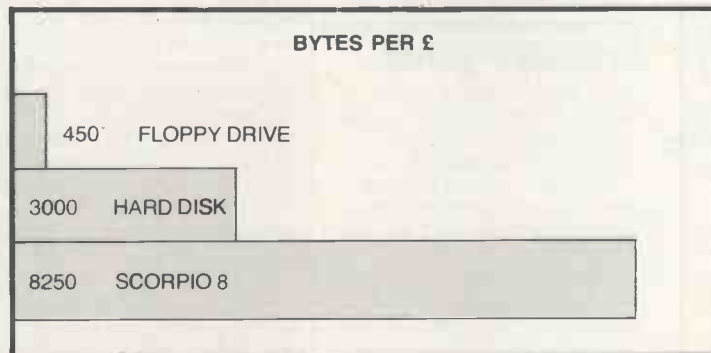 BYTES PER £
450 FLOPPY DRIVE
3000 HARD DISK
8250 SCORPIO 8